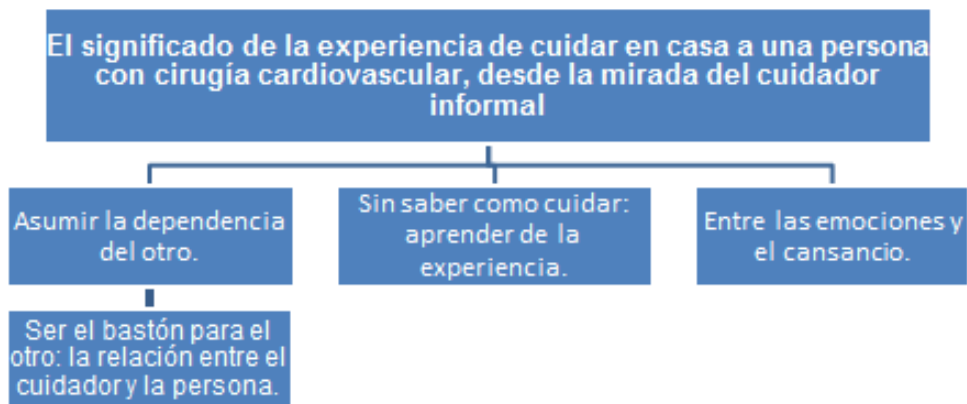 El significado de la experiencia de cuidar en casa a una persona
con cirugía cardiovascular, desde la mirada del cuidador
informal
Asumir la dependencia
del otro.
Sin saber como cuidar:
aprender de la
experiencia.
Entre las emociones y
el cansancio.
Ser el bastón para el
otro: la relación entre el
cuidador y la persona.